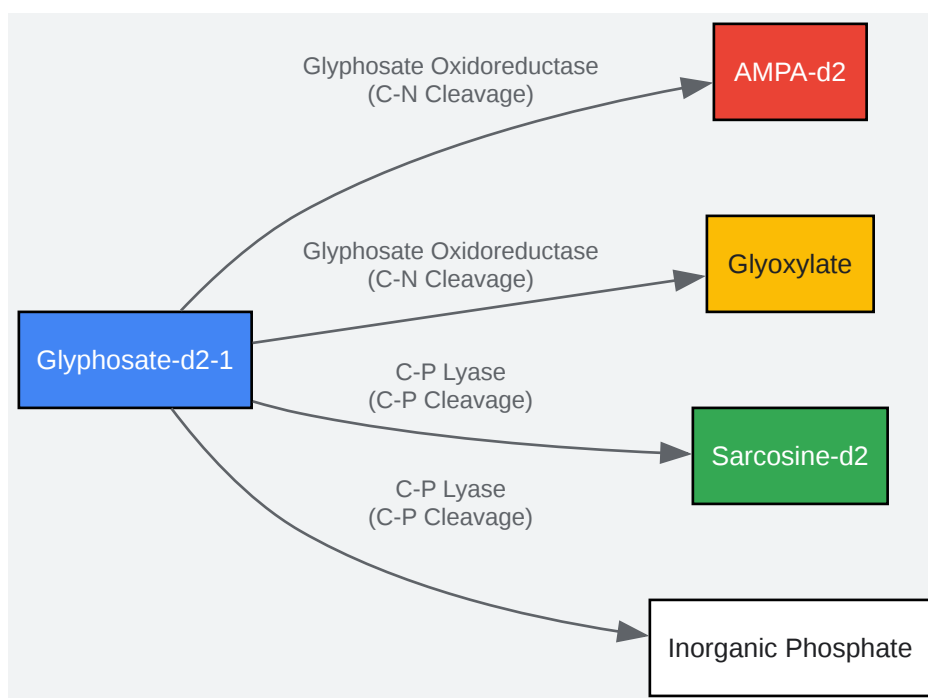 Glyphosate Oxidoreductase
(C-N Cleavage)
AMPA-d2
Glyphosate Oxidoreductase
(C-N Cleavage)
Glyoxylate
Glyphosate-d2-1
C-P Lyase
(C-P Cleavage)
Sarcosine-d2
C-P Lyase
(C-P Cleavage)
Inorganic Phosphate